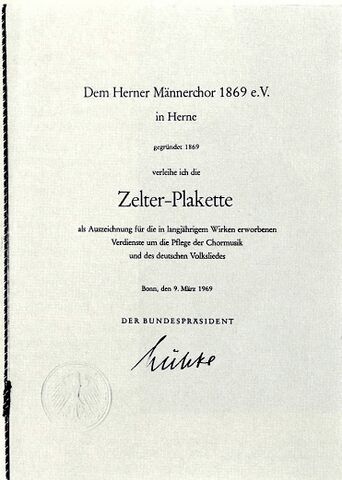 Dem Herner Männerchor 1869 e.V.
in Herne
gegründet 1869
verleihe ich die
Zelter-Plakette
als Auszeichnung für die in langjährigem Wirken erworbenen
Verdienste um die Pflege der Chormusik
und des deutschen Volksliedes
Bonn, den 9. März 1969
DER BUNDESPRÄSIDENT
Lübke